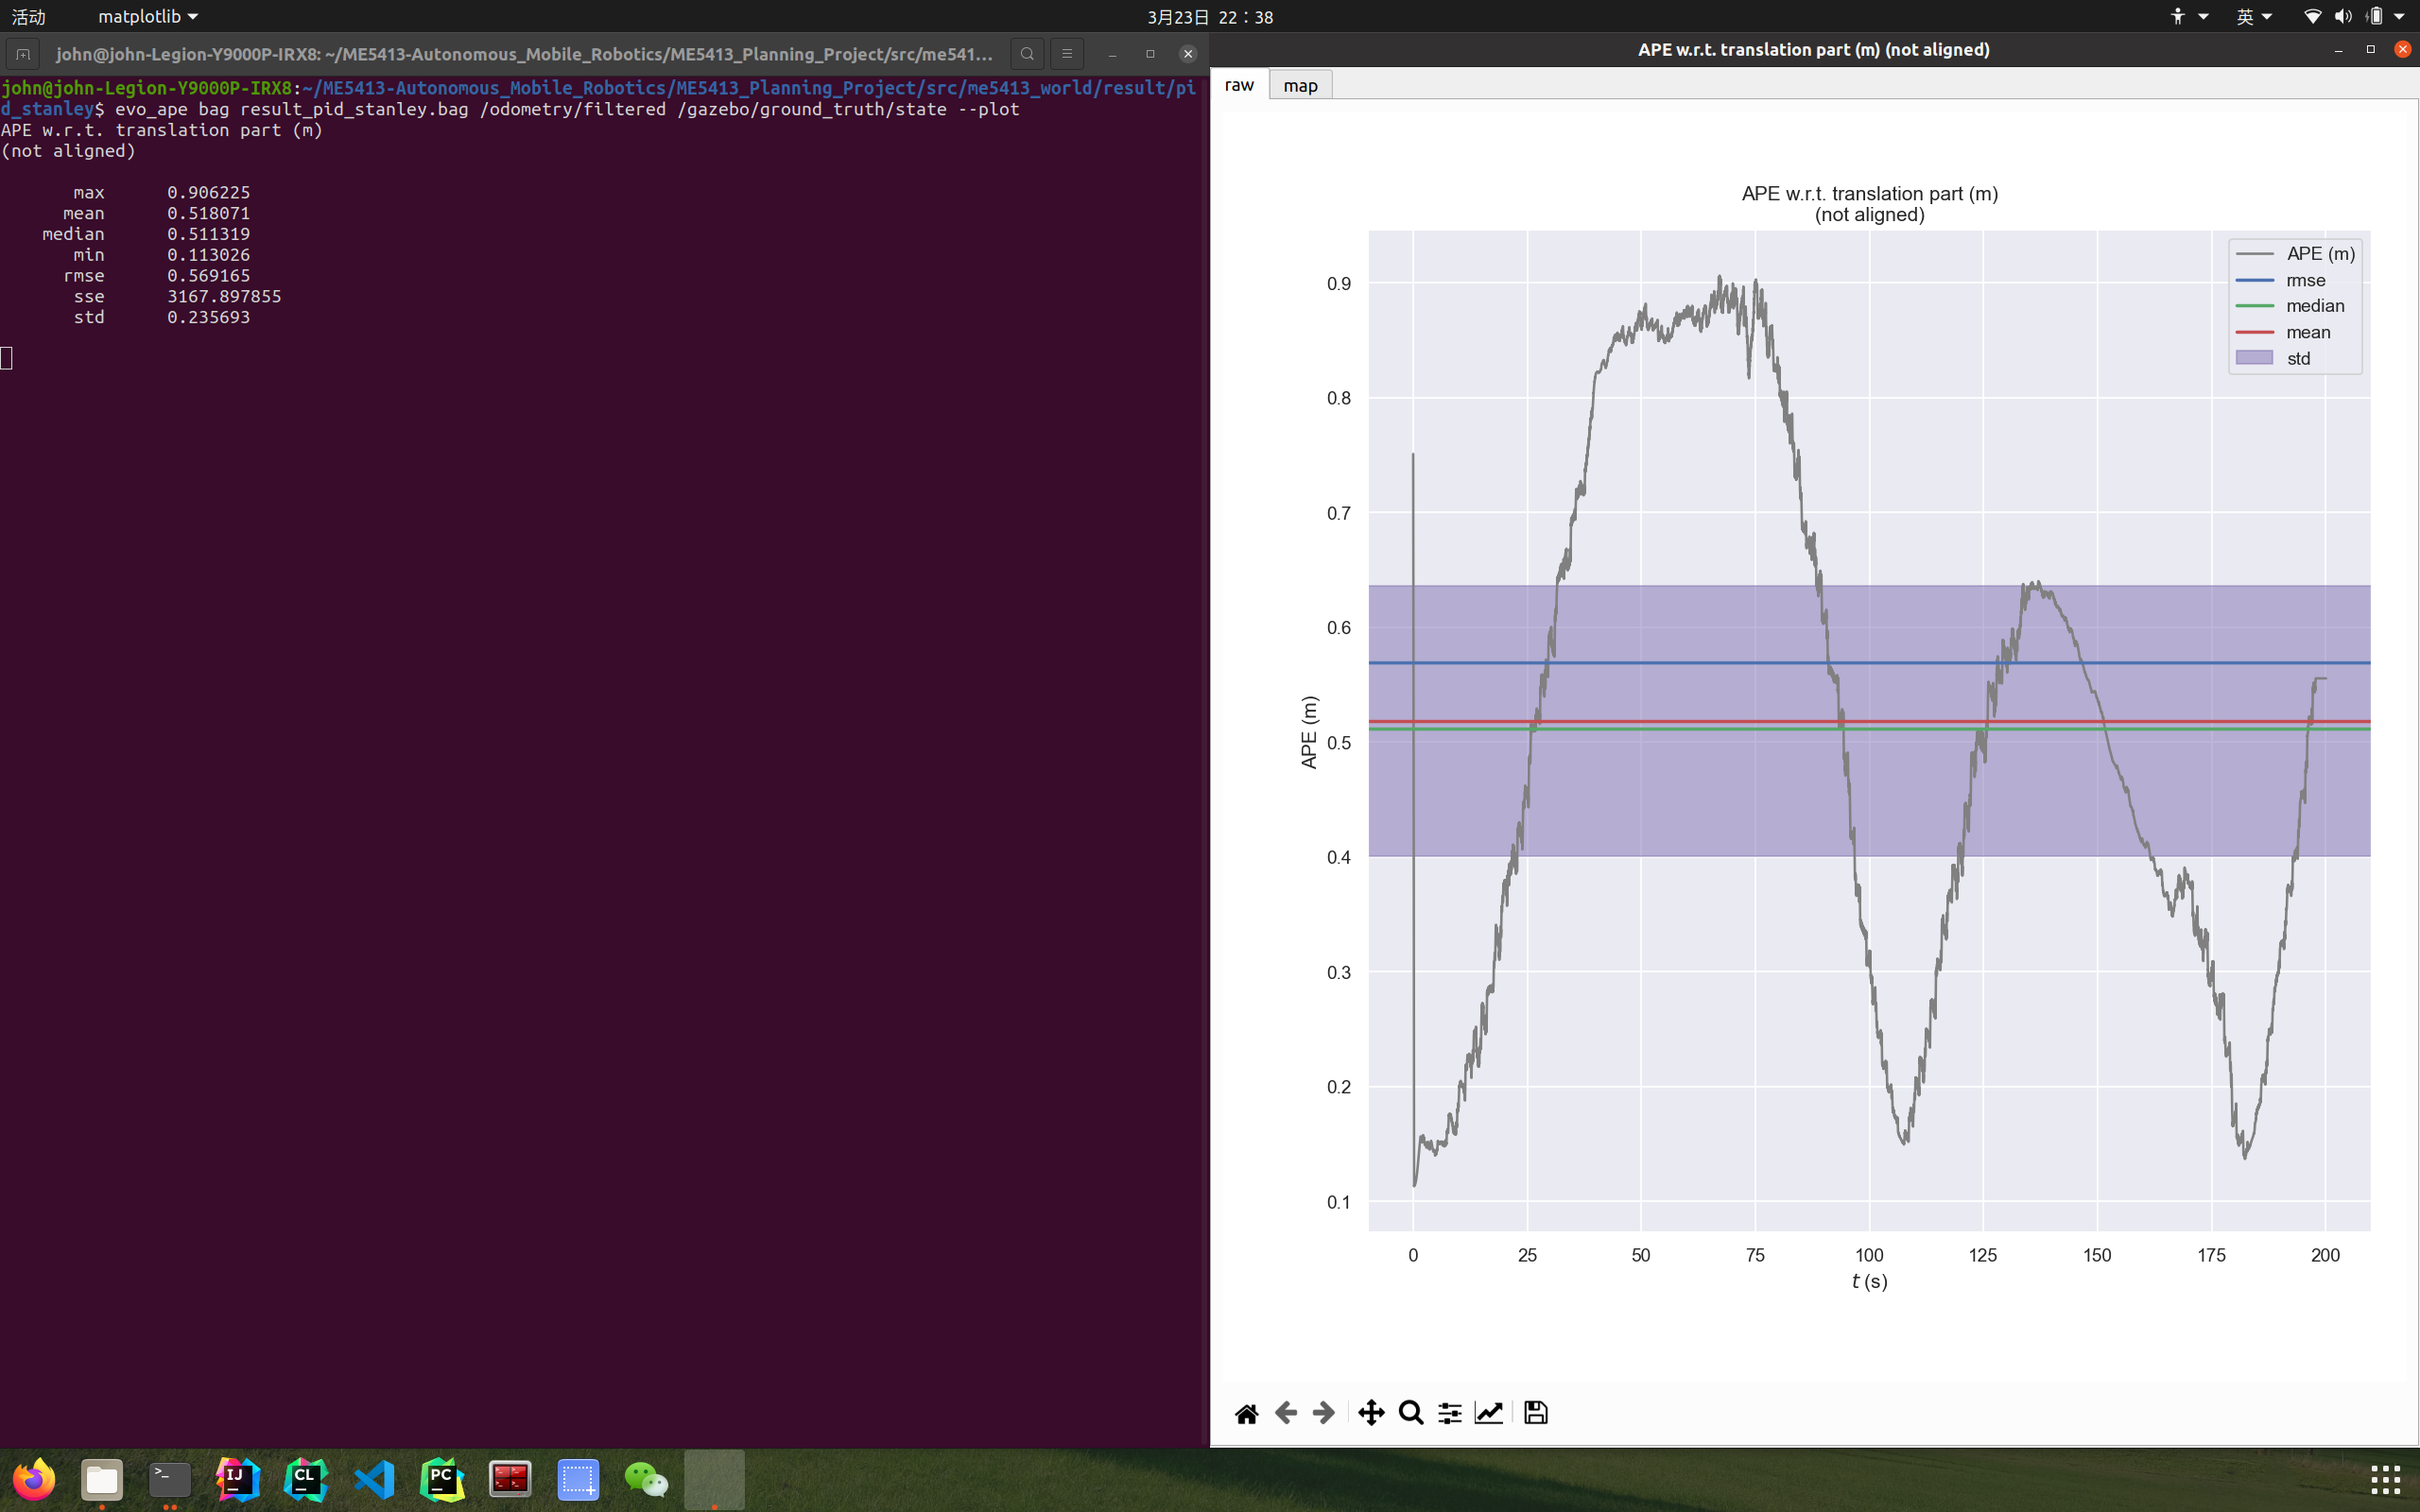 活动
matplotlib
3月23日 22：38
英
john@john-Legion-Y9000P-IRX8: ~/ME5413-Autonomous_Mobile_Robotics/ME5413_Planning_Project/src/me541...
john@john-Legion-Y9000P-IRX8:~/ME5413-Autonomous_Mobile_Robotics/ME5413_Planning_Project/src/me5413_world/result/pi
d_stanley$ evo_ape bag result_pid_stanley.bag /odometry/filtered /gazebo/ground_truth/state --plot
APE w.r.t. translation part (m)
(not aligned)
max 0.906225
mean 0.518071
median 0.511319
min 0.113026
rmse 0.569165
sse 3167.897855
std 0.235693
APE w.r.t. translation part (m) (not aligned)
raw
map
APE w.r.t. translation part (m)
(not aligned)
APE (m)
rmse
median
mean
std
0.9
0.8
0.7
0.6
0.5
0.4
0.3
0.2
0.1
APE (m)
0 25 50 75 100 125 150 175 200
t (s)
>_
IJ
CL
PC